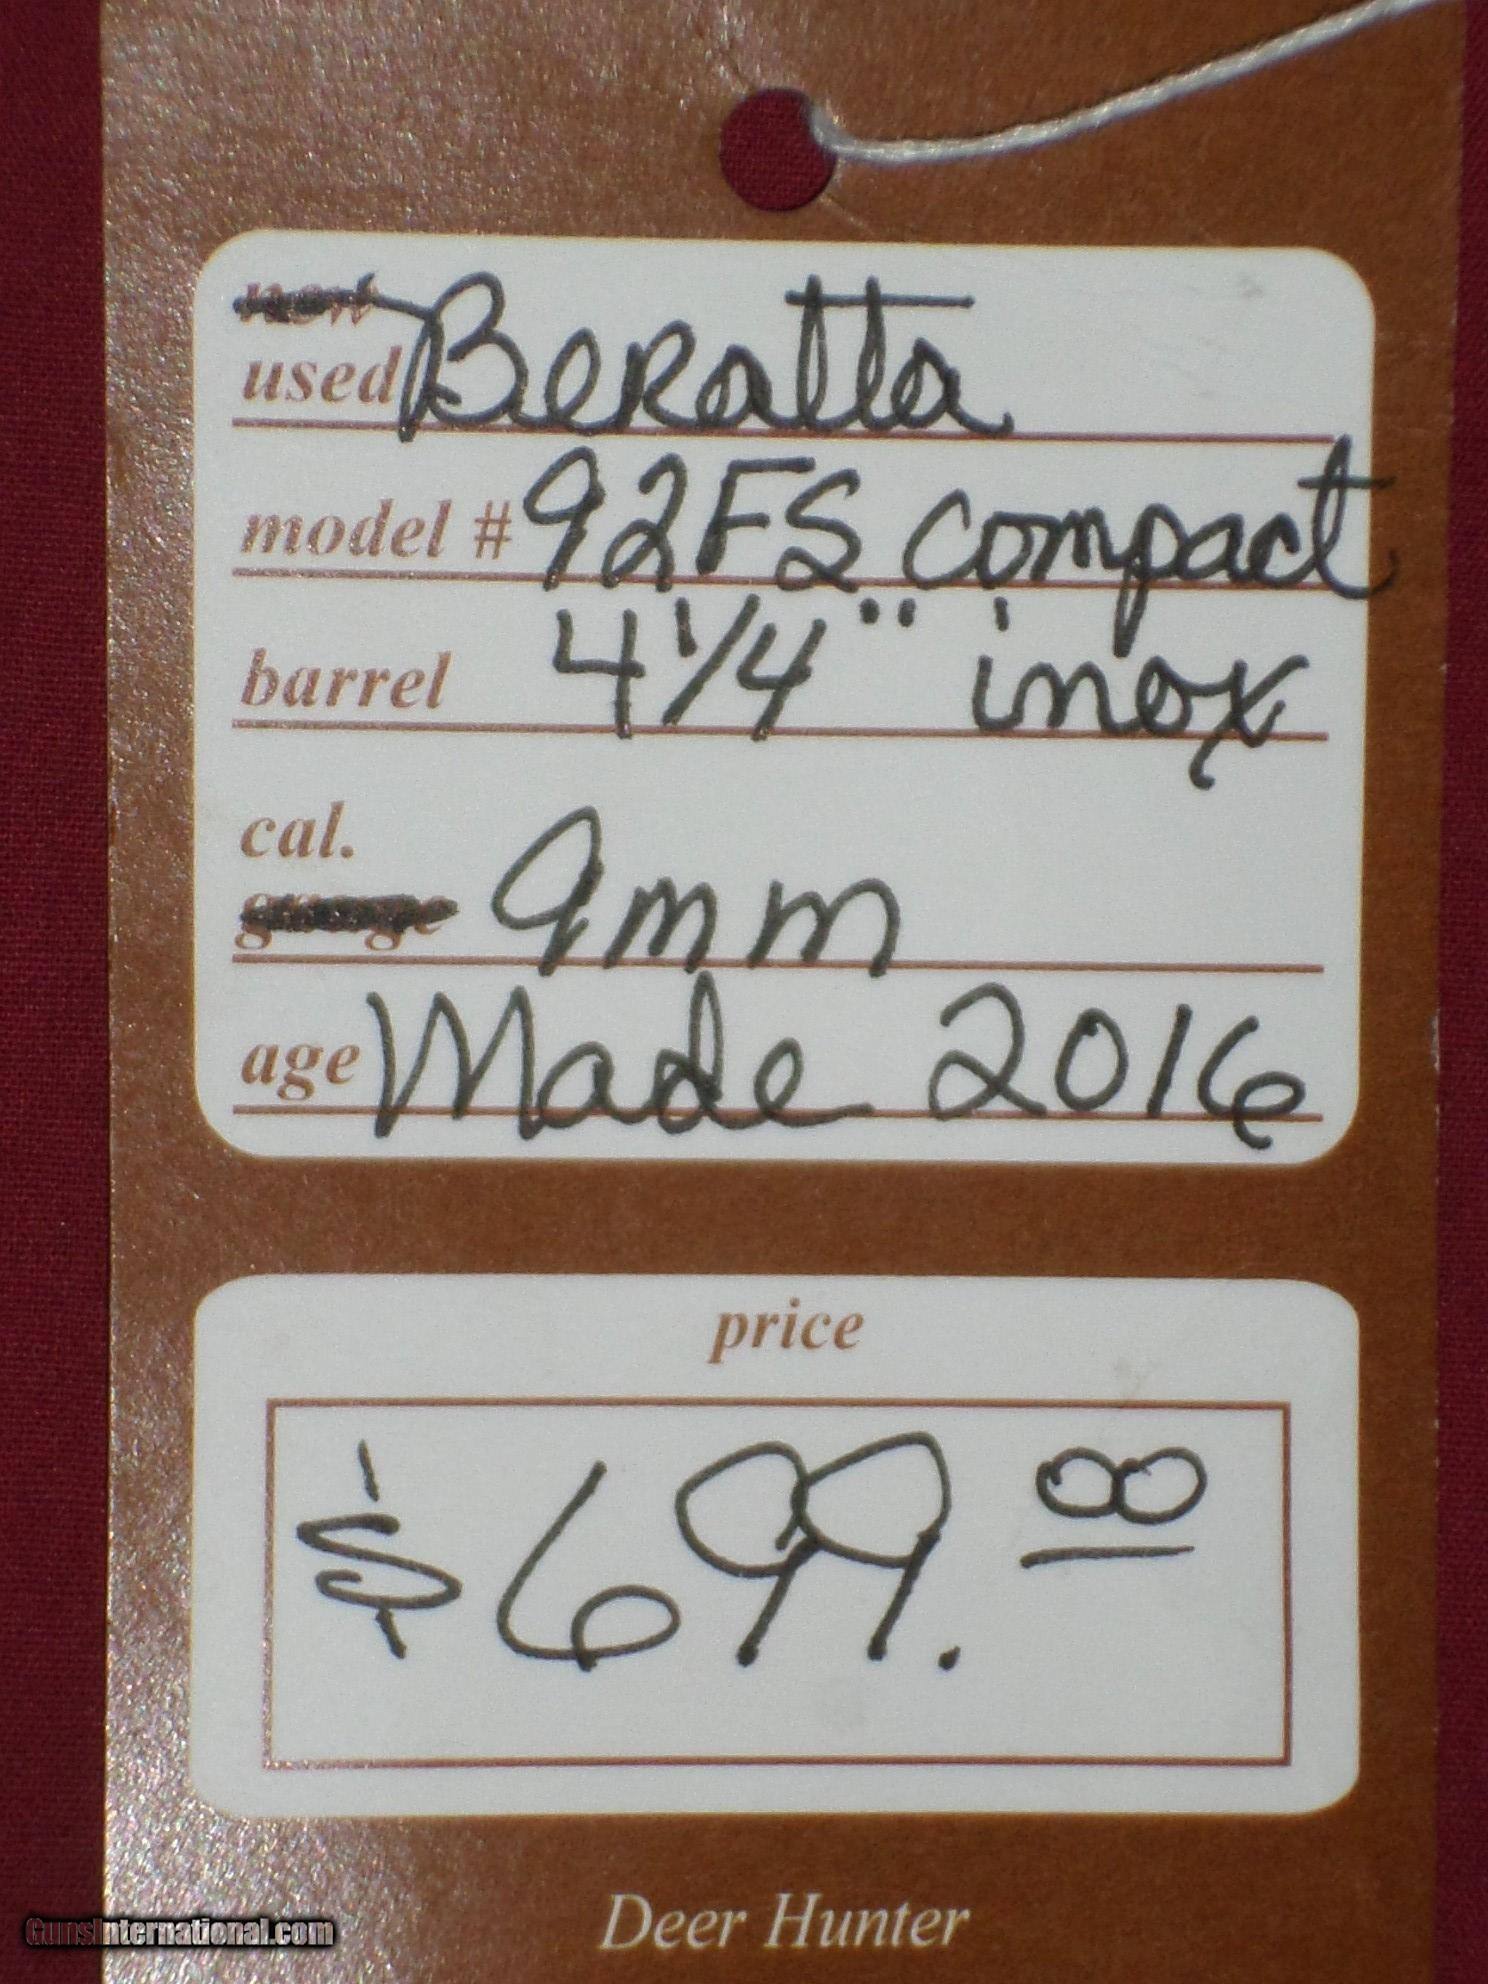 new
used Beratta
model # 92FS compact
barrel 4 1/4" inox
cal.
gauge 9mm
age Made 2016
price
$699.00
Deer Hunter
GunsInternational.com